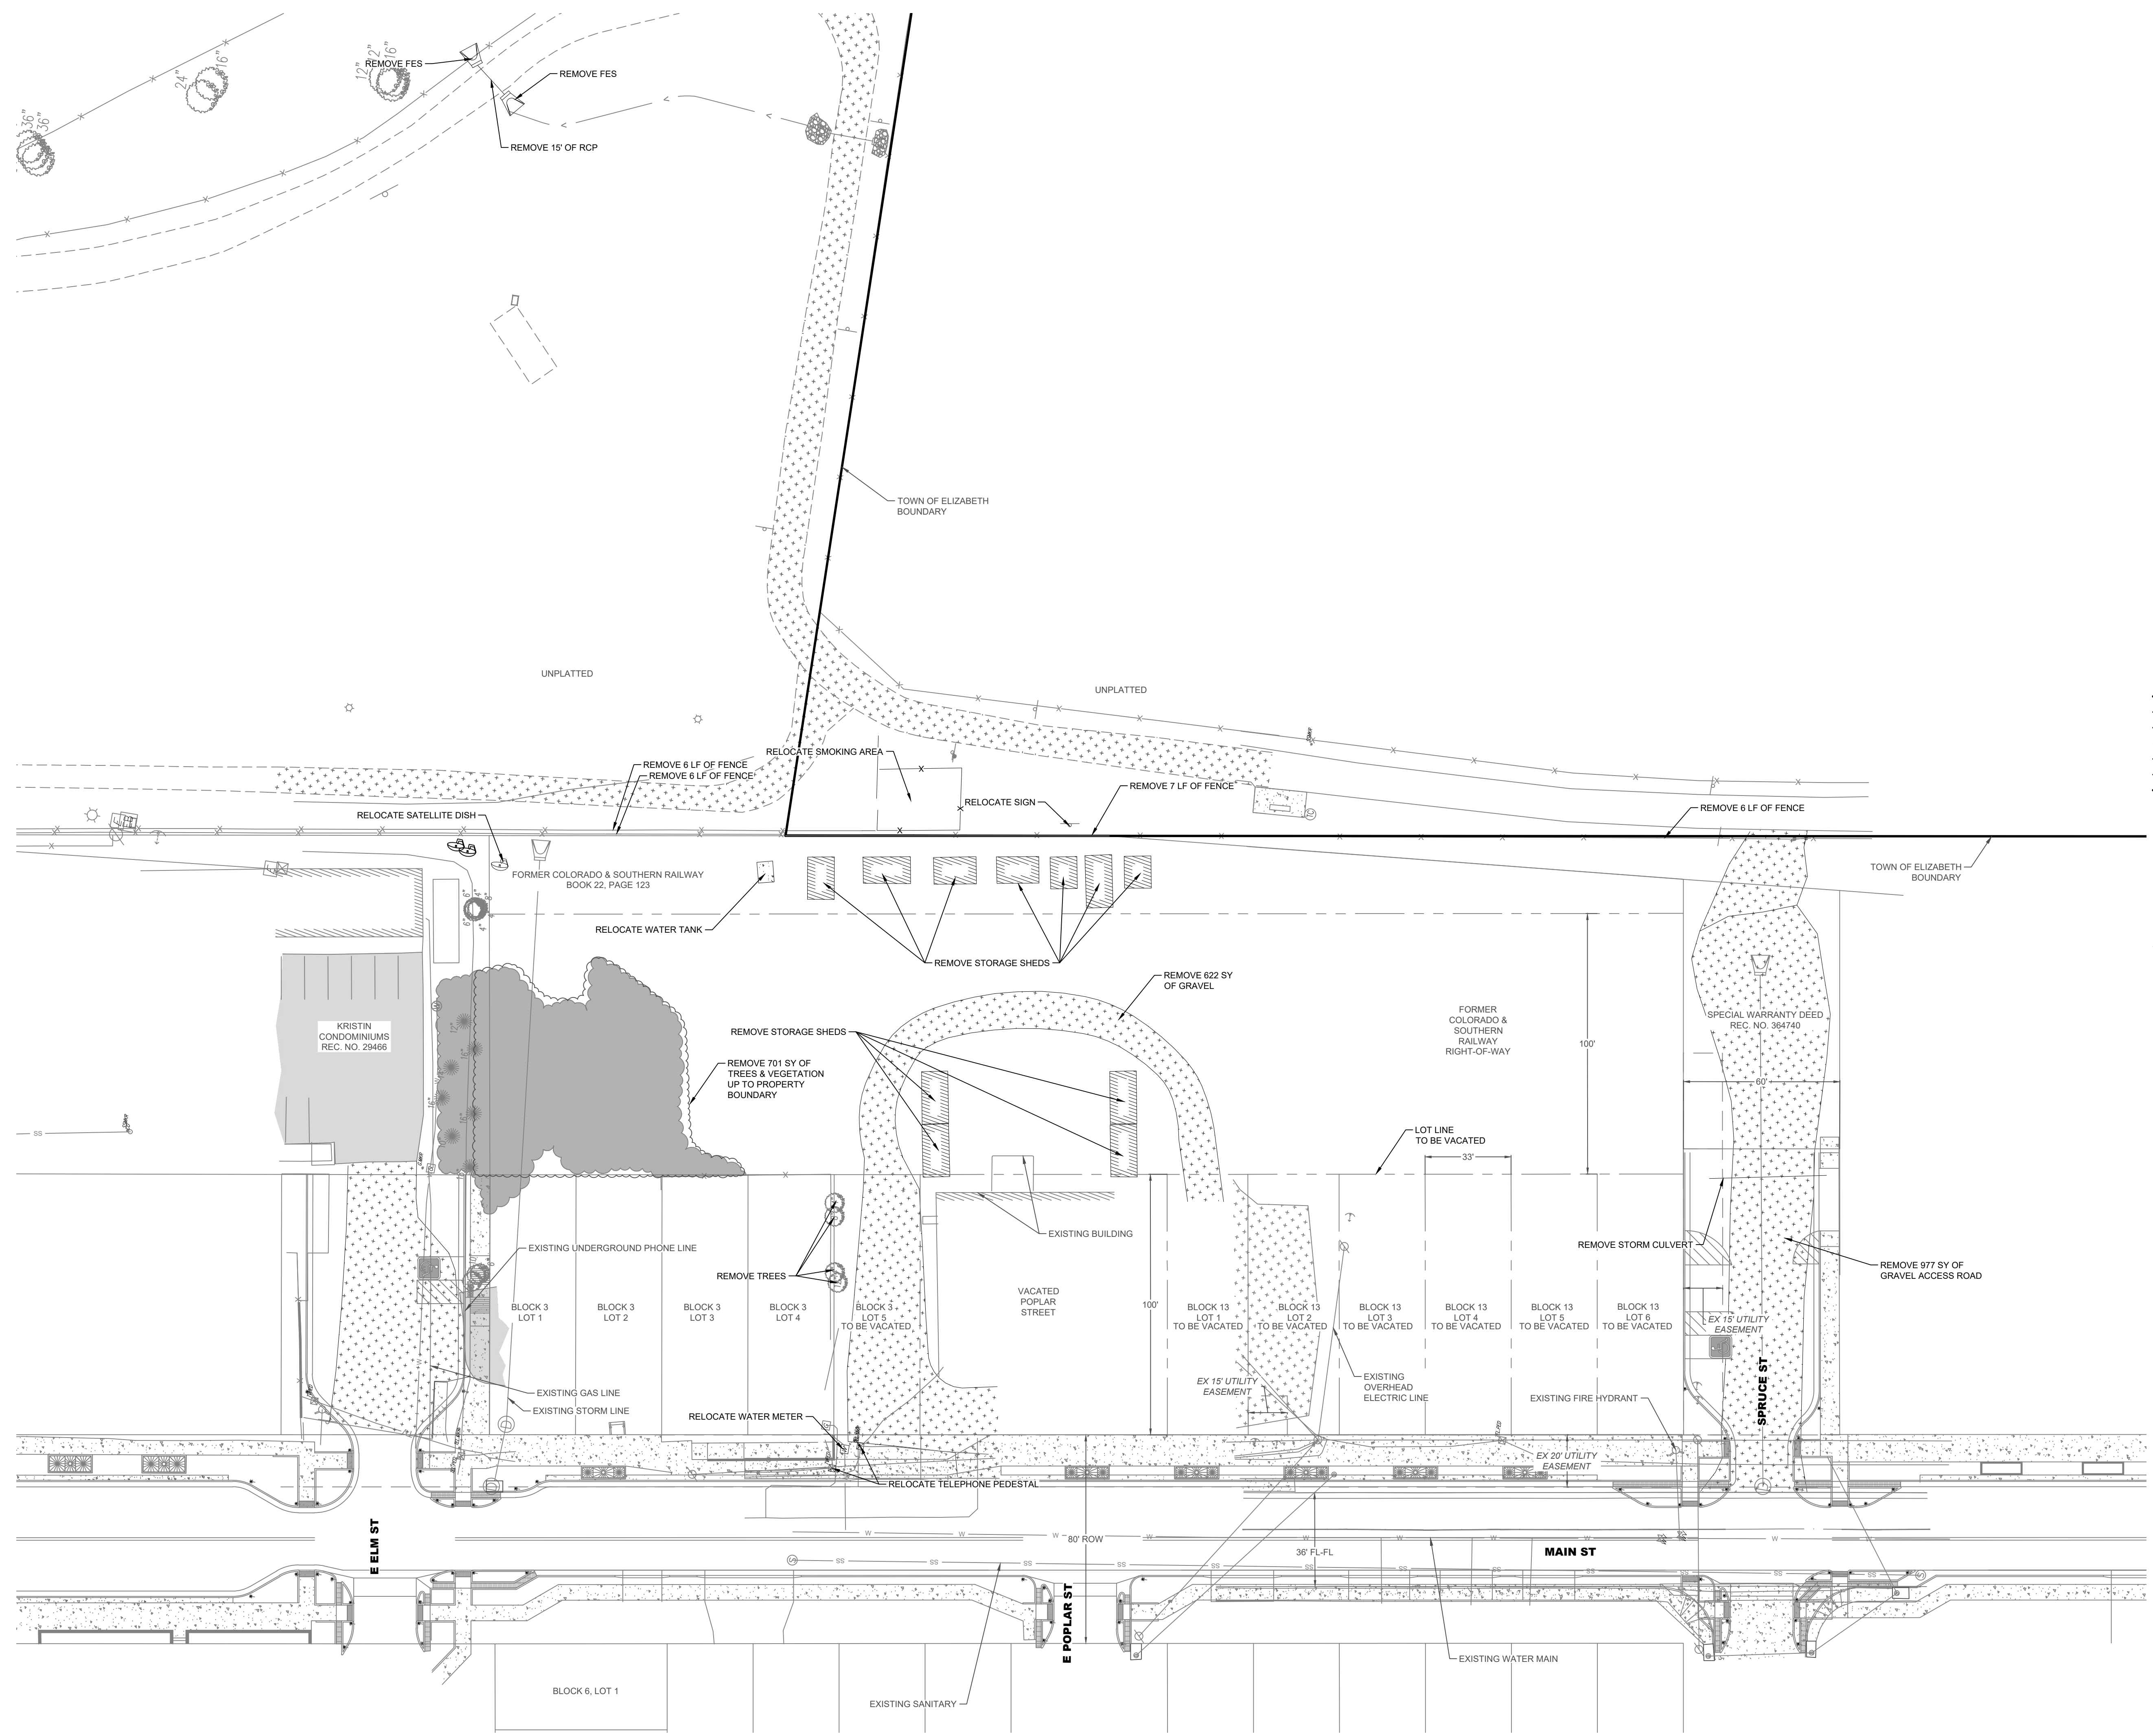 24"
16"
12"
12"
16"
36"
36"
REMOVE FES
REMOVE FES
REMOVE 15' OF RCP
TOWN OF ELIZABETH
BOUNDARY
UNPLATTED
UNPLATTED
RELOCATE SMOKING AREA
REMOVE 6 LF OF FENCE
REMOVE 6 LF OF FENCE
REMOVE 7 LF OF FENCE
RELOCATE SIGN
REMOVE 6 LF OF FENCE
RELOCATE SATELLITE DISH
FORMER COLORADO & SOUTHERN RAILWAY
BOOK 22, PAGE 123
TOWN OF ELIZABETH
BOUNDARY
RELOCATE WATER TANK
REMOVE STORAGE SHEDS
REMOVE 622 SY
OF GRAVEL
FORMER
COLORADO &
SOUTHERN
RAILWAY
RIGHT-OF-WAY
100'
SPECIAL WARRANTY DEED
REC. NO. 364740
60'
KRISTIN
CONDOMINIUMS
REC. NO. 29466
REMOVE STORAGE SHEDS
REMOVE 701 SY OF
TREES & VEGETATION
UP TO PROPERTY
BOUNDARY
LOT LINE
TO BE VACATED
33'
SS
EXISTING BUILDING
EXISTING UNDERGROUND PHONE LINE
REMOVE TREES
REMOVE STORM CULVERT
REMOVE 977 SY OF
GRAVEL ACCESS ROAD
VACATED
POPLAR
STREET
100'
BLOCK 3
LOT 1
BLOCK 3
LOT 2
BLOCK 3
LOT 3
BLOCK 3
LOT 4
BLOCK 3
LOT 5
TO BE VACATED
BLOCK 13
LOT 1
TO BE VACATED
BLOCK 13
LOT 2
TO BE VACATED
BLOCK 13
LOT 3
TO BE VACATED
BLOCK 13
LOT 4
TO BE VACATED
BLOCK 13
LOT 5
TO BE VACATED
BLOCK 13
LOT 6
TO BE VACATED
EX 15' UTILITY
EASEMENT
EXISTING GAS LINE
EXISTING STORM LINE
EX 15' UTILITY
EASEMENT
EXISTING
OVERHEAD
ELECTRIC LINE
EXISTING FIRE HYDRANT
SPRUCE ST
RELOCATE WATER METER
EX 20' UTILITY
EASEMENT
RELOCATE TELEPHONE PEDESTAL
E ELM ST
80' ROW
36' FL-FL
MAIN ST
E POPLAR ST
EXISTING WATER MAIN
BLOCK 6, LOT 1
EXISTING SANITARY